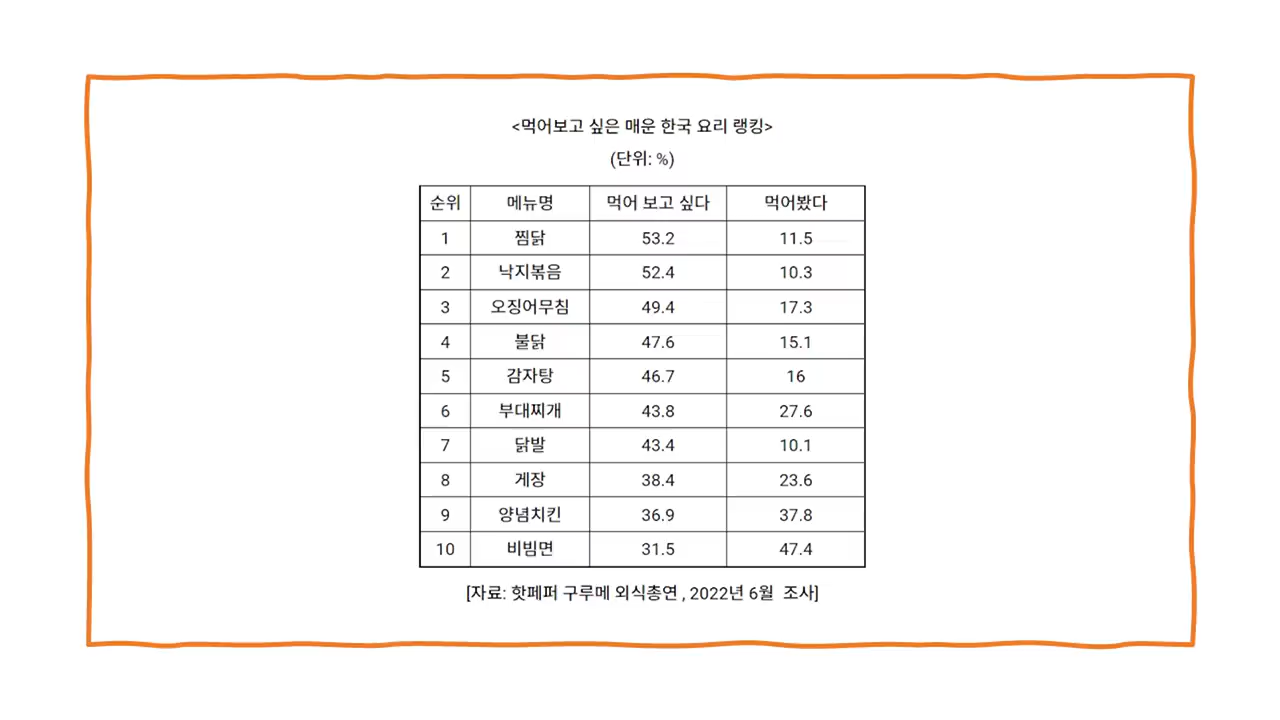 <먹어보고 싶은 매운 한국 요리 랭킹>
(단위: %)
순위 메뉴명 먹어 보고 싶다 먹어봤다
1 찜닭 53.2 11.5
2 낙지볶음 52.4 10.3
3 오징어무침 49.4 17.3
4 불닭 47.6 15.1
5 감자탕 46.7 16
6 부대찌개 43.8 27.6
7 닭발 43.4 10.1
8 게장 38.4 23.6
9 양념치킨 36.9 37.8
10 비빔면 31.5 47.4
[자료: 핫페퍼 구루메 외식총연 , 2022년 6월 조사]